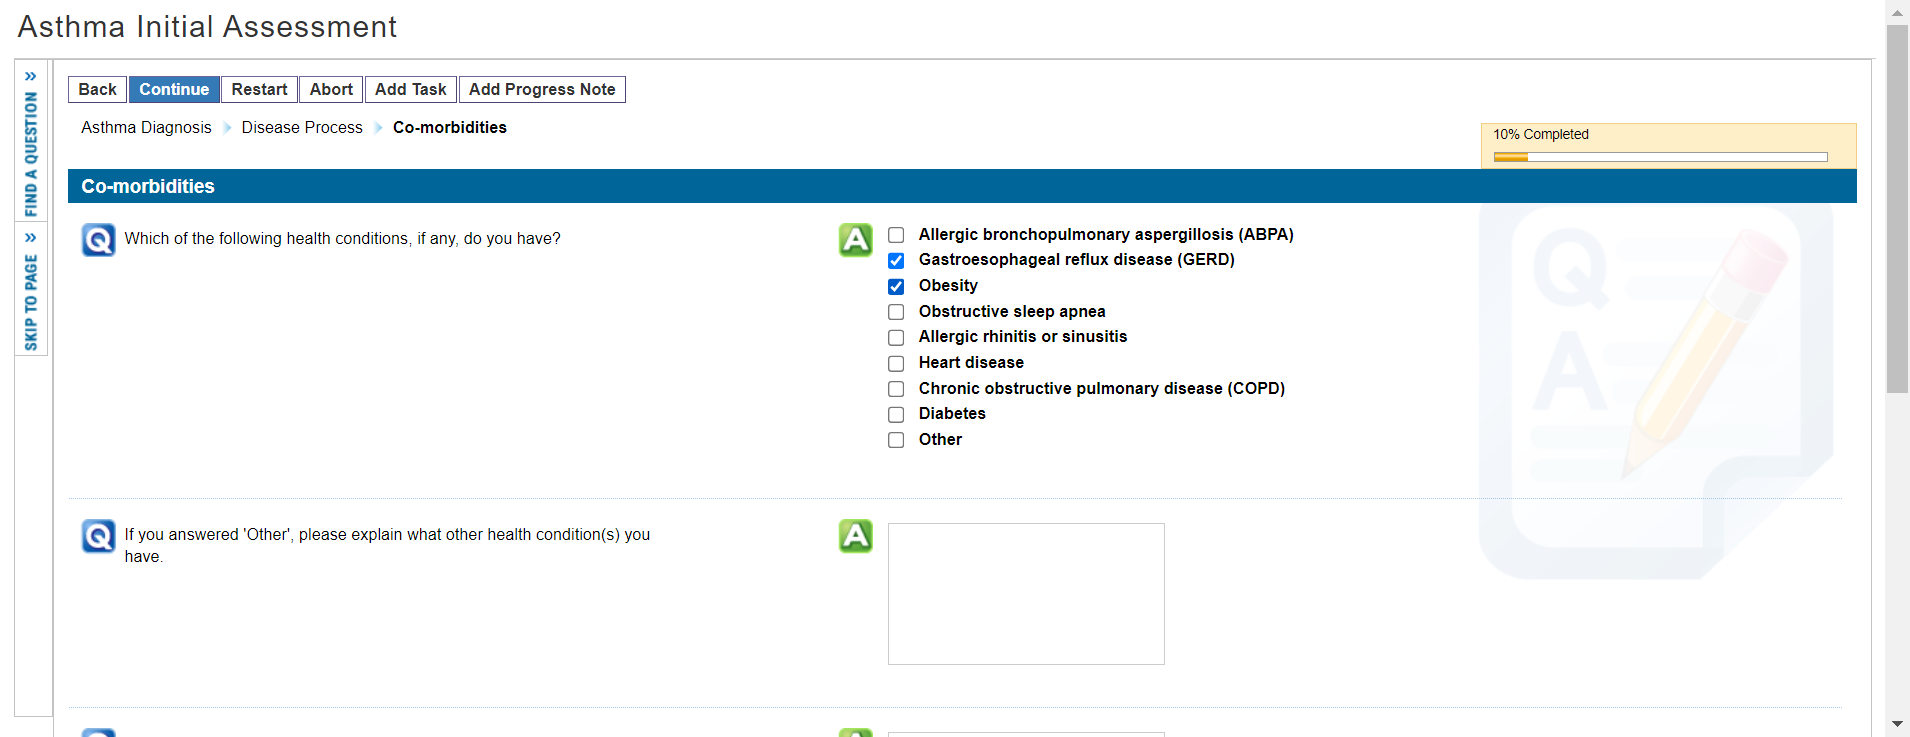 Asthma Initial Assessment
FIND A QUESTION
SKIP TO PAGE
Back Continue Restart Abort Add Task Add Progress Note
Asthma Diagnosis Disease Process Co-morbidities
10% Completed
Co-morbidities
Q Which of the following health conditions, if any, do you have?
A
Allergic bronchopulmonary aspergillosis (ABPA)
Gastroesophageal reflux disease (GERD)
Obesity
Obstructive sleep apnea
Allergic rhinitis or sinusitis
Heart disease
Chronic obstructive pulmonary disease (COPD)
Diabetes
Other
Q
A
Q If you answered 'Other', please explain what other health condition(s) you
have.
A